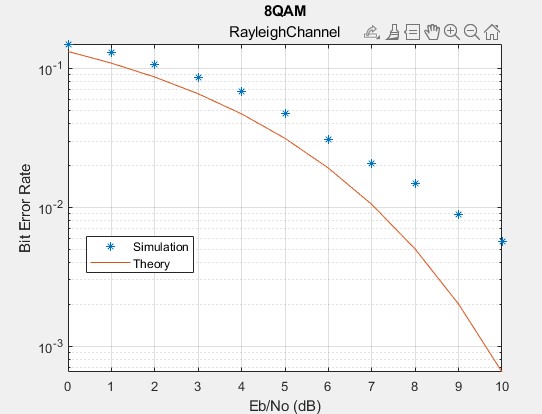 8QAM
RayleighChannel
Bit Error Rate
10^-1
10^-2
10^-3
Simulation
Theory
0 1 2 3 4 5 6 7 8 9 10
Eb/No (dB)